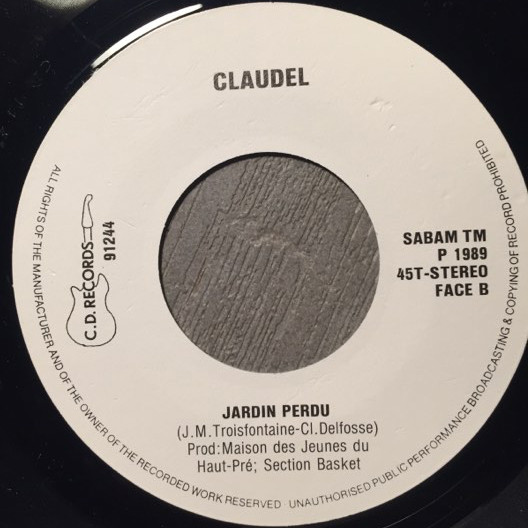 CLAUDEL
C.D. RECORDS
91244
SABAM TM
P 1989
45T-STEREO
FACE B
JARDIN PERDU
(J.M.Troisfontaine-Cl.Delfosse)
Prod:Maison des Jeunes du
Haut-Pré; Section Basket
ALL RIGHTS OF THE MANUFACTURER AND OF THE OWNER OF THE RECORDED WORK RESERVED · UNAUTHORISED PUBLIC PERFORMANCE BROADCASTING & COPYING OF RECORD PROHIBITED